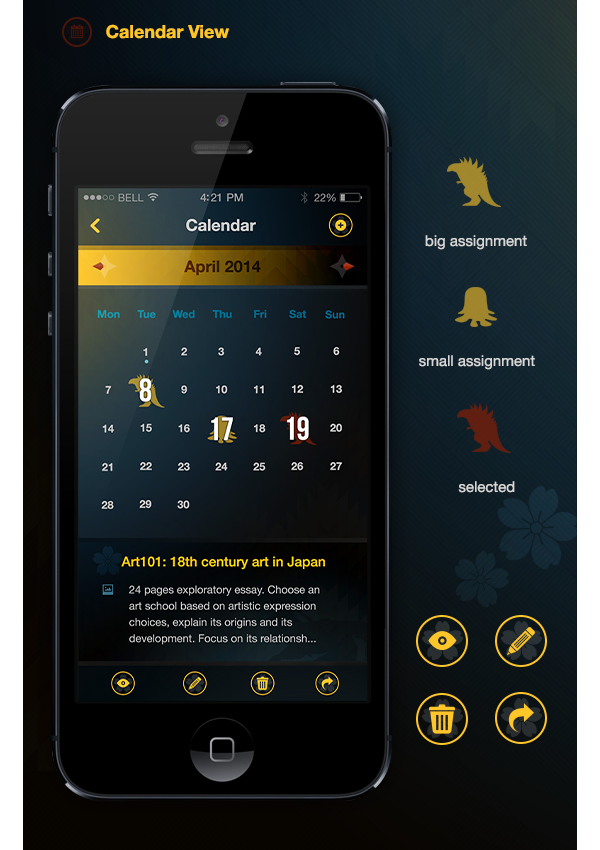 Calendar View
BELL 4:21 PM 22%
Calendar
April 2014
Mon Tue Wed Thu Fri Sat Sun
1 2 3 4 5 6
7 8 9 10 11 12 13
14 15 16 17 18 19 20
21 22 23 24 25 26 27
28 29 30
Art101: 18th century art in Japan
24 pages exploratory essay. Choose an
art school based on artistic expression
choices, explain its origins and its
development. Focus on its relationsh...
big assignment
small assignment
selected